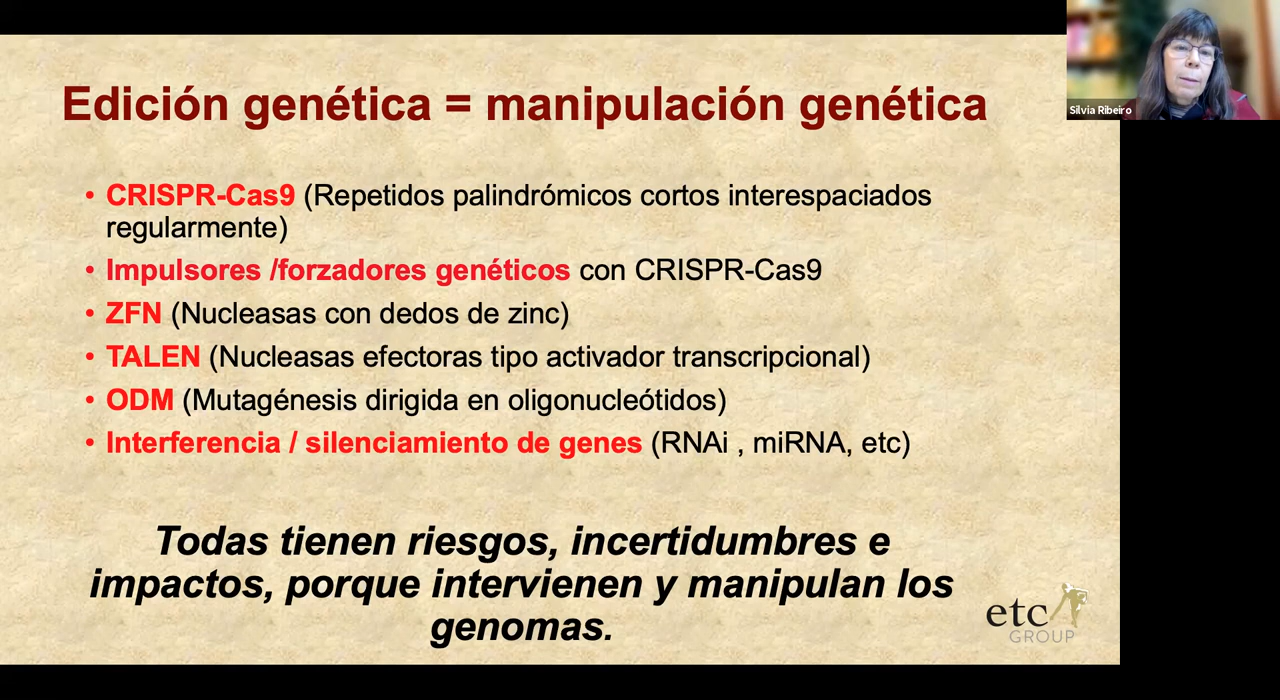 Edición genética = manipulación genética
Silvia Ribeiro
• CRISPR-Cas9 (Repetidos palindrómicos cortos interespaciados
regularmente)
• Impulsores /forzadores genéticos con CRISPR-Cas9
• ZFN (Nucleasas con dedos de zinc)
• TALEN (Nucleasas efectoras tipo activador transcripcional)
• ODM (Mutagénesis dirigida en oligonucleótidos)
• Interferencia / silenciamiento de genes (RNAi , miRNA, etc)
Todas tienen riesgos, incertidumbres e
impactos, porque intervienen y manipulan los
genomas.
etc
GROUP